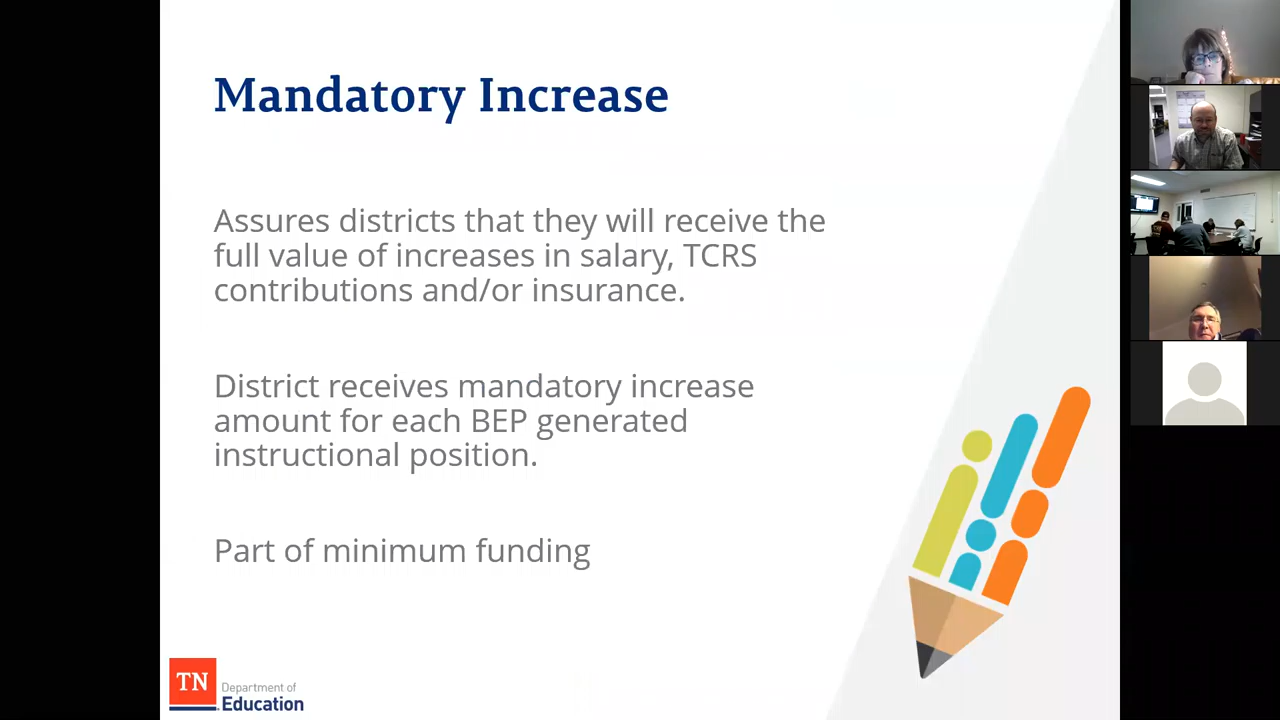 Mandatory Increase
Assures districts that they will receive the
full value of increases in salary, TCRS
contributions and/or insurance.
District receives mandatory increase
amount for each BEP generated
instructional position.
Part of minimum funding
TN
Department of
Education